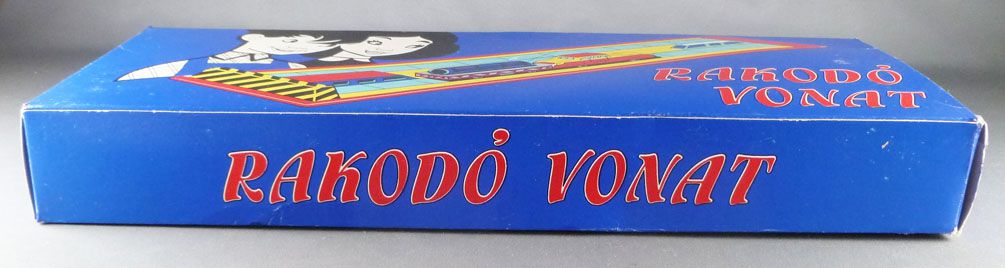 RAKODÓ
VONAT
RAKODÓ VONAT